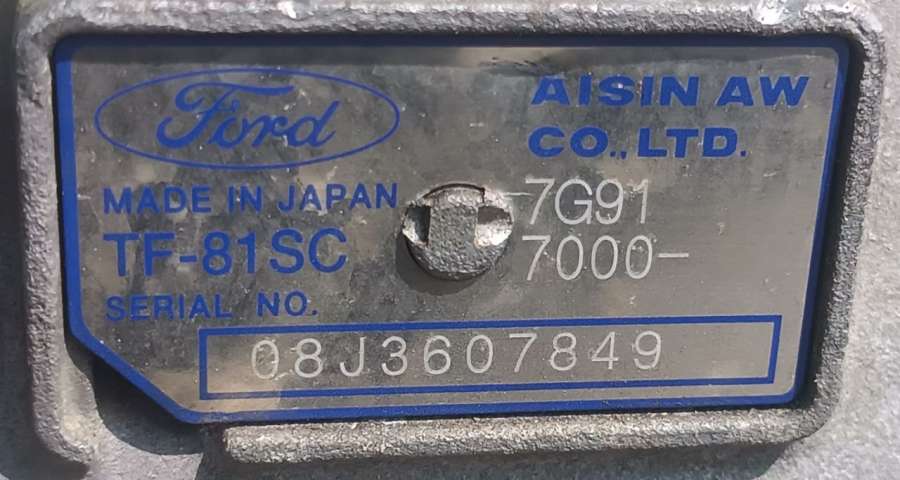 Ford
AISIN AW
CO., LTD.
MADE IN JAPAN
TF-81SC
-7G91
7000-
SERIAL NO.
08J3607849